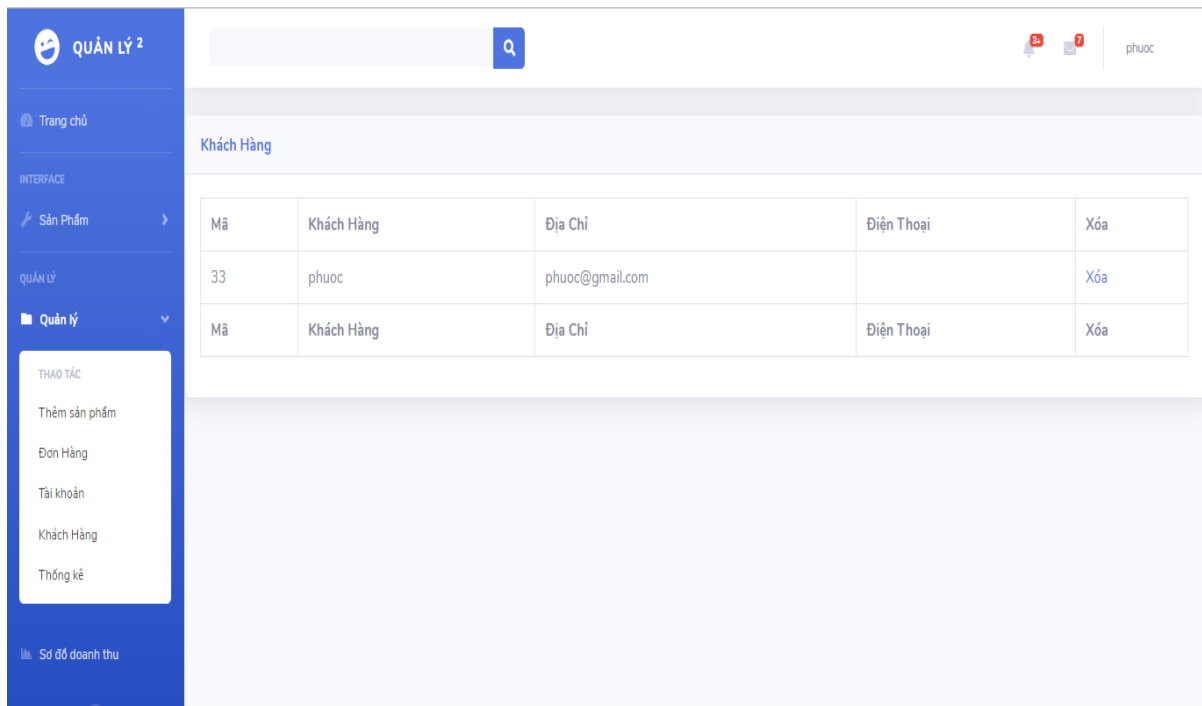 QUẢN LÝ 2
3+
7
phuoc
Trang chủ
INTERFACE
Sản Phẩm
QUẢN LÝ
Quản lý
THAO TÁC
Thêm sản phẩm
Đơn Hàng
Tài khoản
Khách Hàng
Thống kê
Sơ đồ doanh thu
Khách Hàng
Mã Khách Hàng Địa Chỉ Điện Thoại Xóa
33 phuoc phuoc@gmail.com Xóa
Mã Khách Hàng Địa Chỉ Điện Thoại Xóa